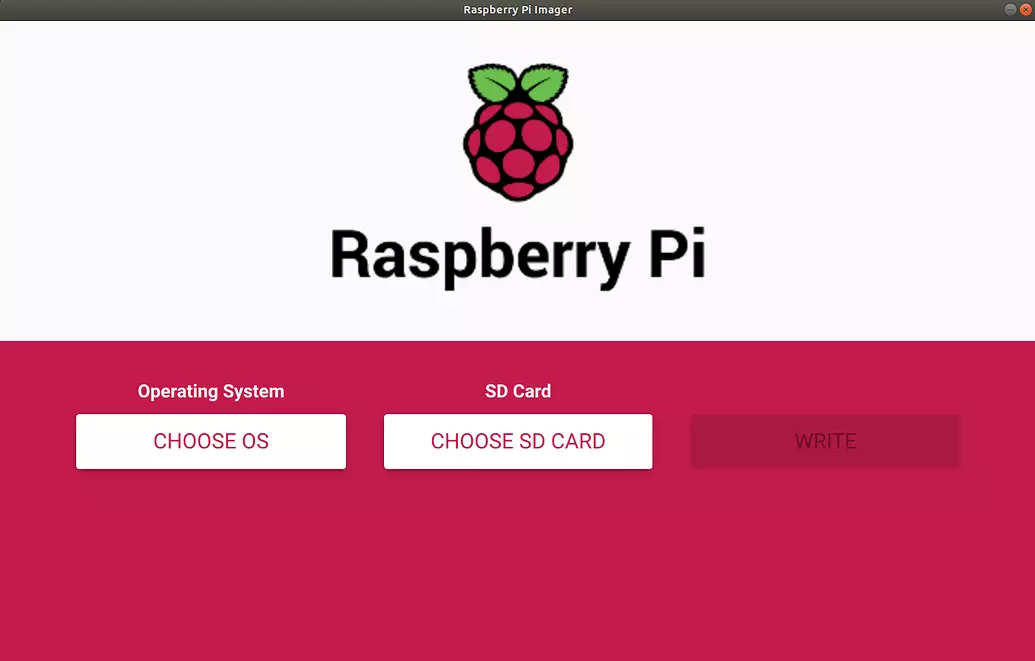 Raspberry Pi Imager
Raspberry Pi
Operating System
SD Card
CHOOSE OS
CHOOSE SD CARD
WRITE